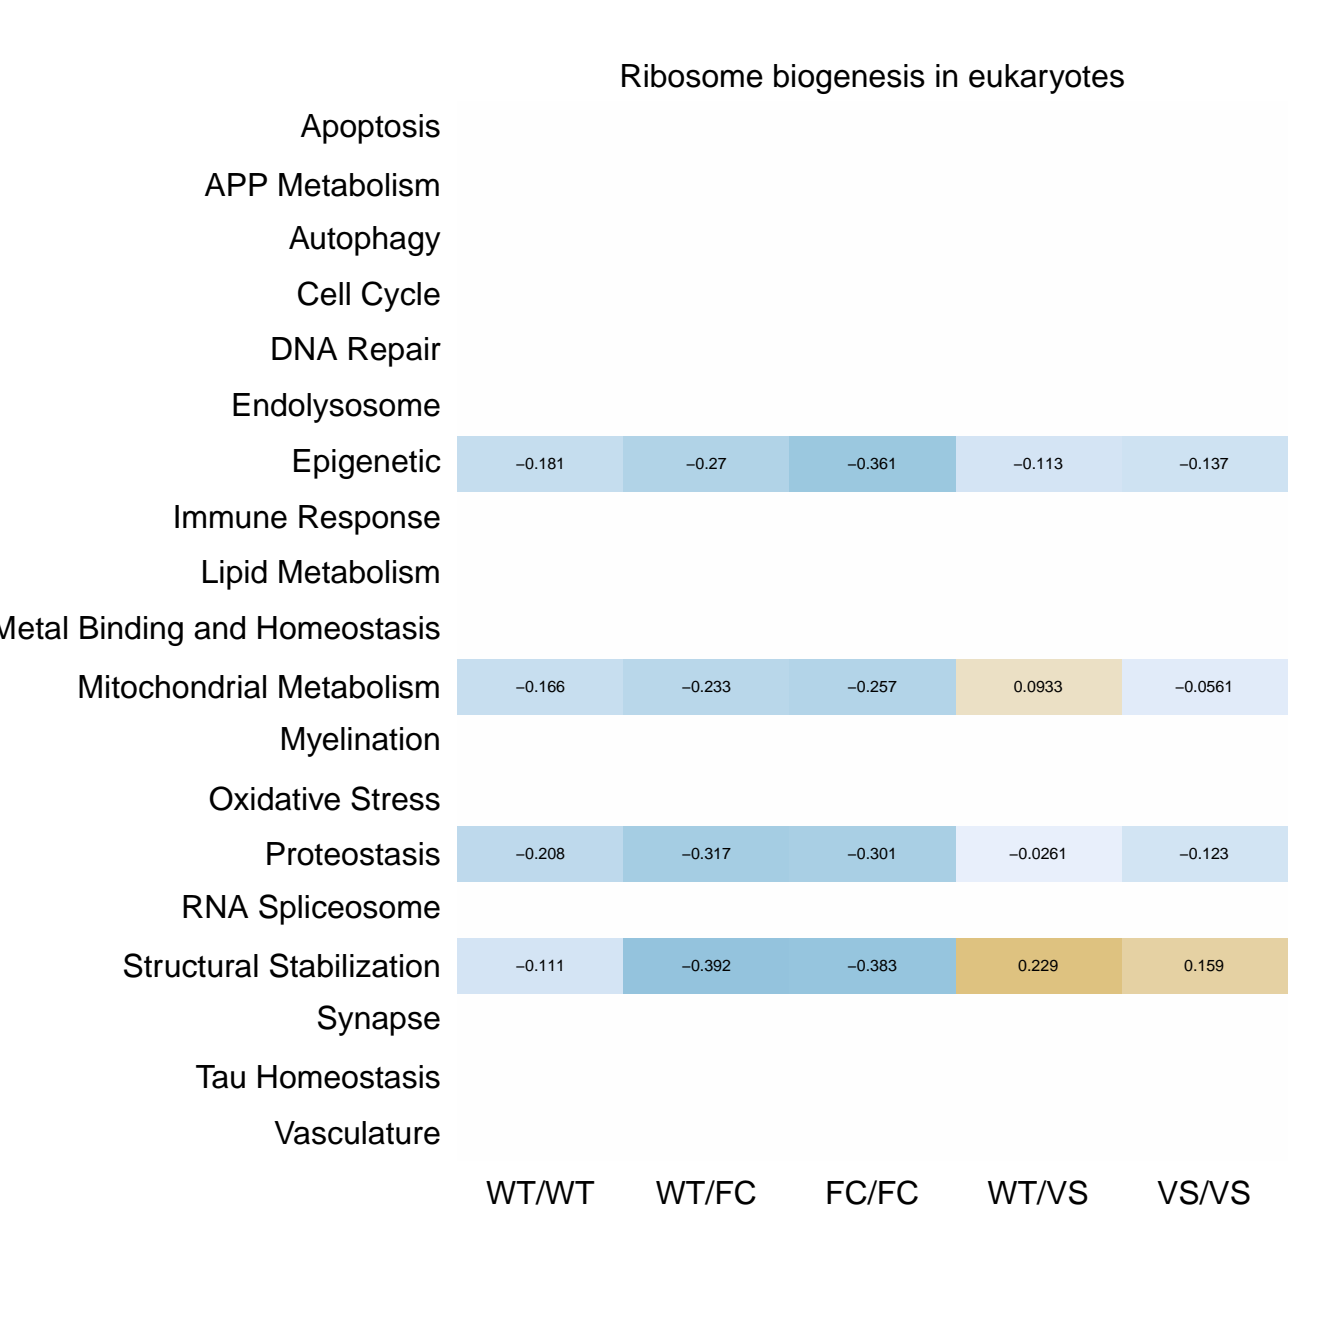 Ribosome biogenesis in eukaryotes
Apoptosis
APP Metabolism
Autophagy
Cell Cycle
DNA Repair
Endolysosome
Epigenetic −0.181 −0.27 −0.361 −0.113 −0.137
Immune Response
Lipid Metabolism
Metal Binding and Homeostasis
Mitochondrial Metabolism −0.166 −0.233 −0.257 0.0933 −0.0561
Myelination
Oxidative Stress
Proteostasis −0.208 −0.317 −0.301 −0.0261 −0.123
RNA Spliceosome
Structural Stabilization −0.111 −0.392 −0.383 0.229 0.159
Synapse
Tau Homeostasis
Vasculature
WT/WT WT/FC FC/FC WT/VS VS/VS